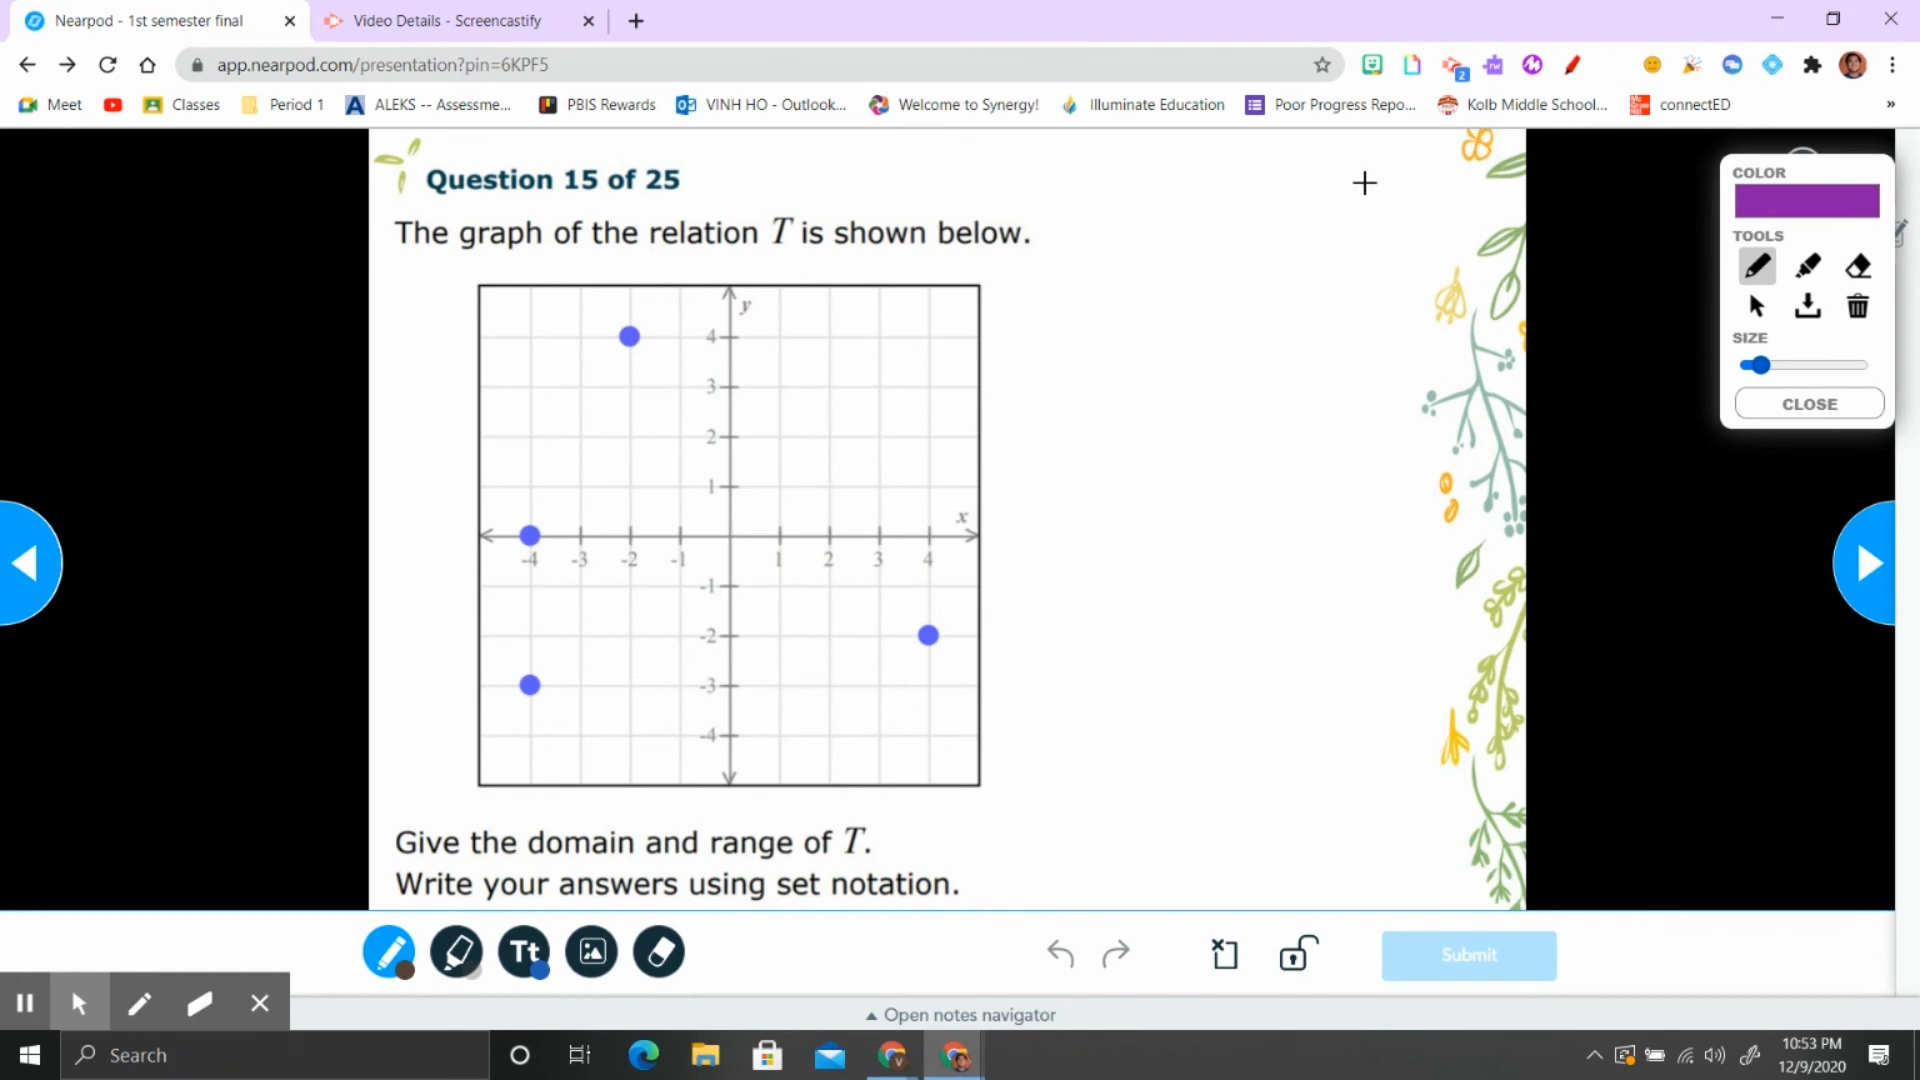 Nearpod - 1st semester final
Video Details - Screencastify
app.nearpod.com/presentation?pin=6KPF5
2
rw
Meet
Classes
Period 1
ALEKS -- Assessme...
PBIS Rewards
VINH HO - Outlook...
Welcome to Synergy!
Illuminate Education
Poor Progress Repo...
Kolb Middle School...
connectED
»
Question 15 of 25
The graph of the relation T is shown below.
y
4
3
2
1
x
-4 -3 -2 -1 1 2 3 4
-1
-2
-3
-4
Give the domain and range of T.
Write your answers using set notation.
COLOR
TOOLS
SIZE
CLOSE
Tt
Submit
Open notes navigator
Search
V
10:53 PM
12/9/2020